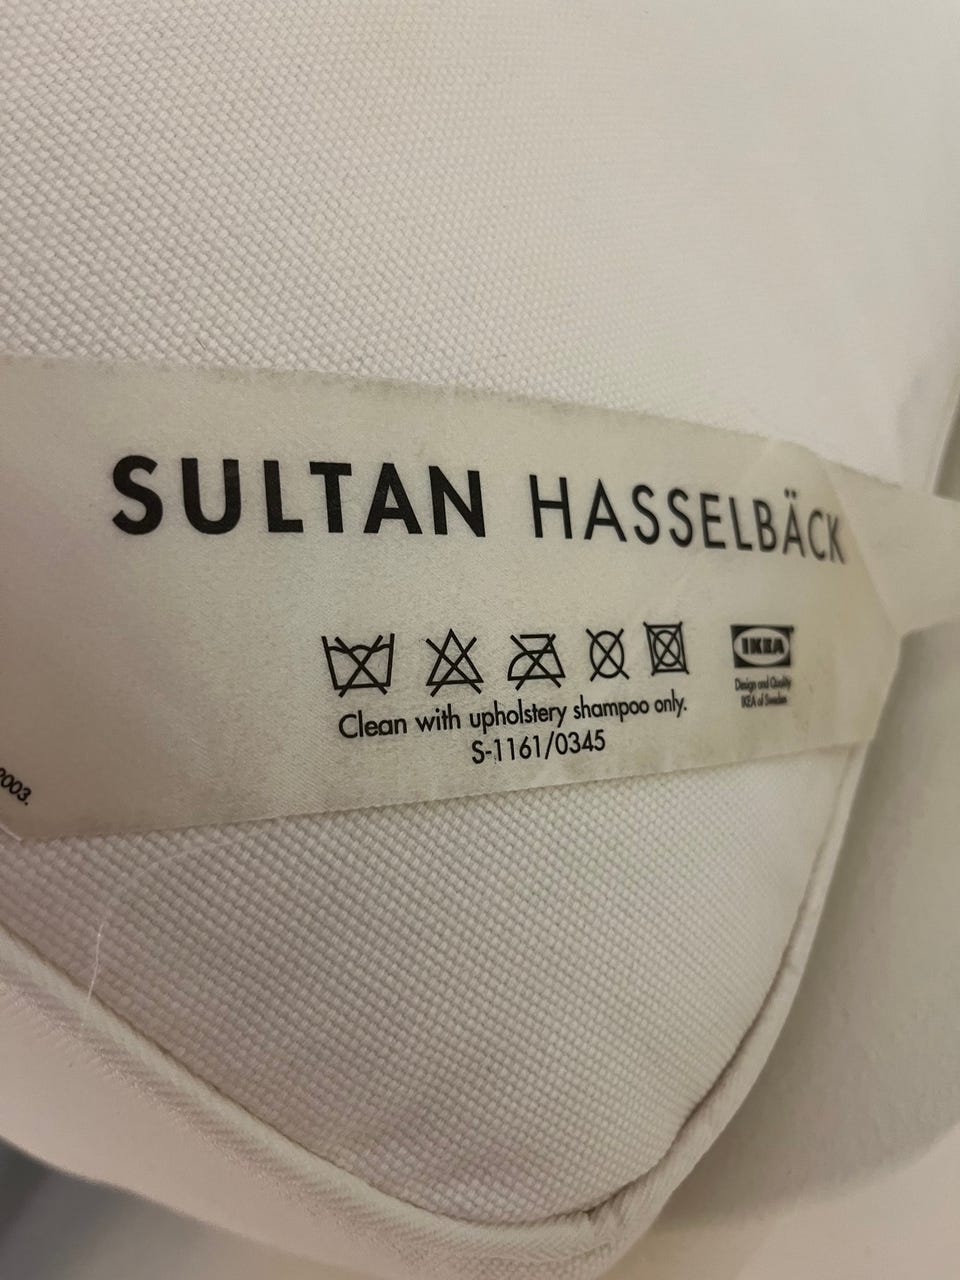 SULTAN HASSELBÄCK
IKEA
Design and Quality
IKEA of Sweden
Clean with upholstery shampoo only.
S-1161/0345
2003.